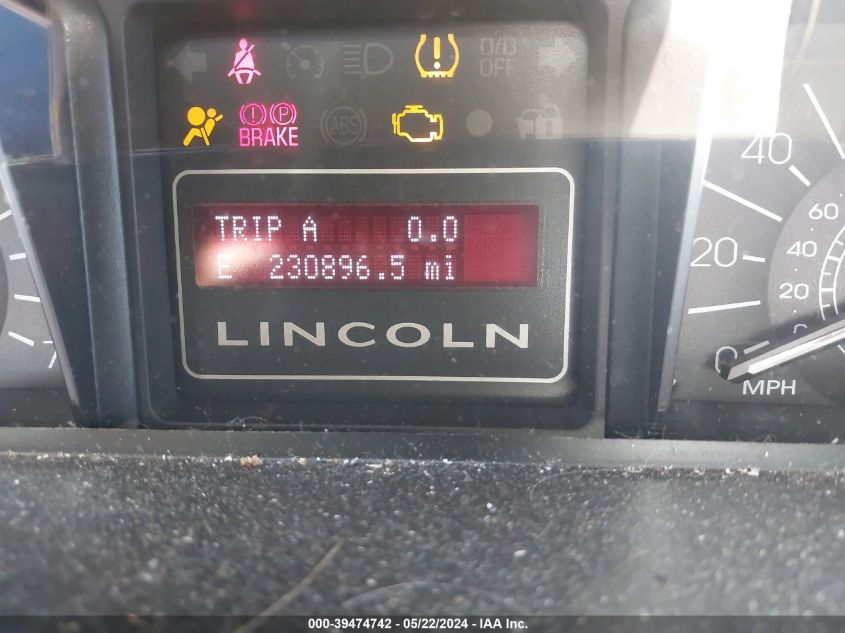 O/D
OFF
BRAKE
ABS
TRIP A 0.0
E 230896.5 mi
LINCOLN
7
40
20
0
MPH
60
40
20
0
000-39474742 - 05/22/2024 - IAA Inc.